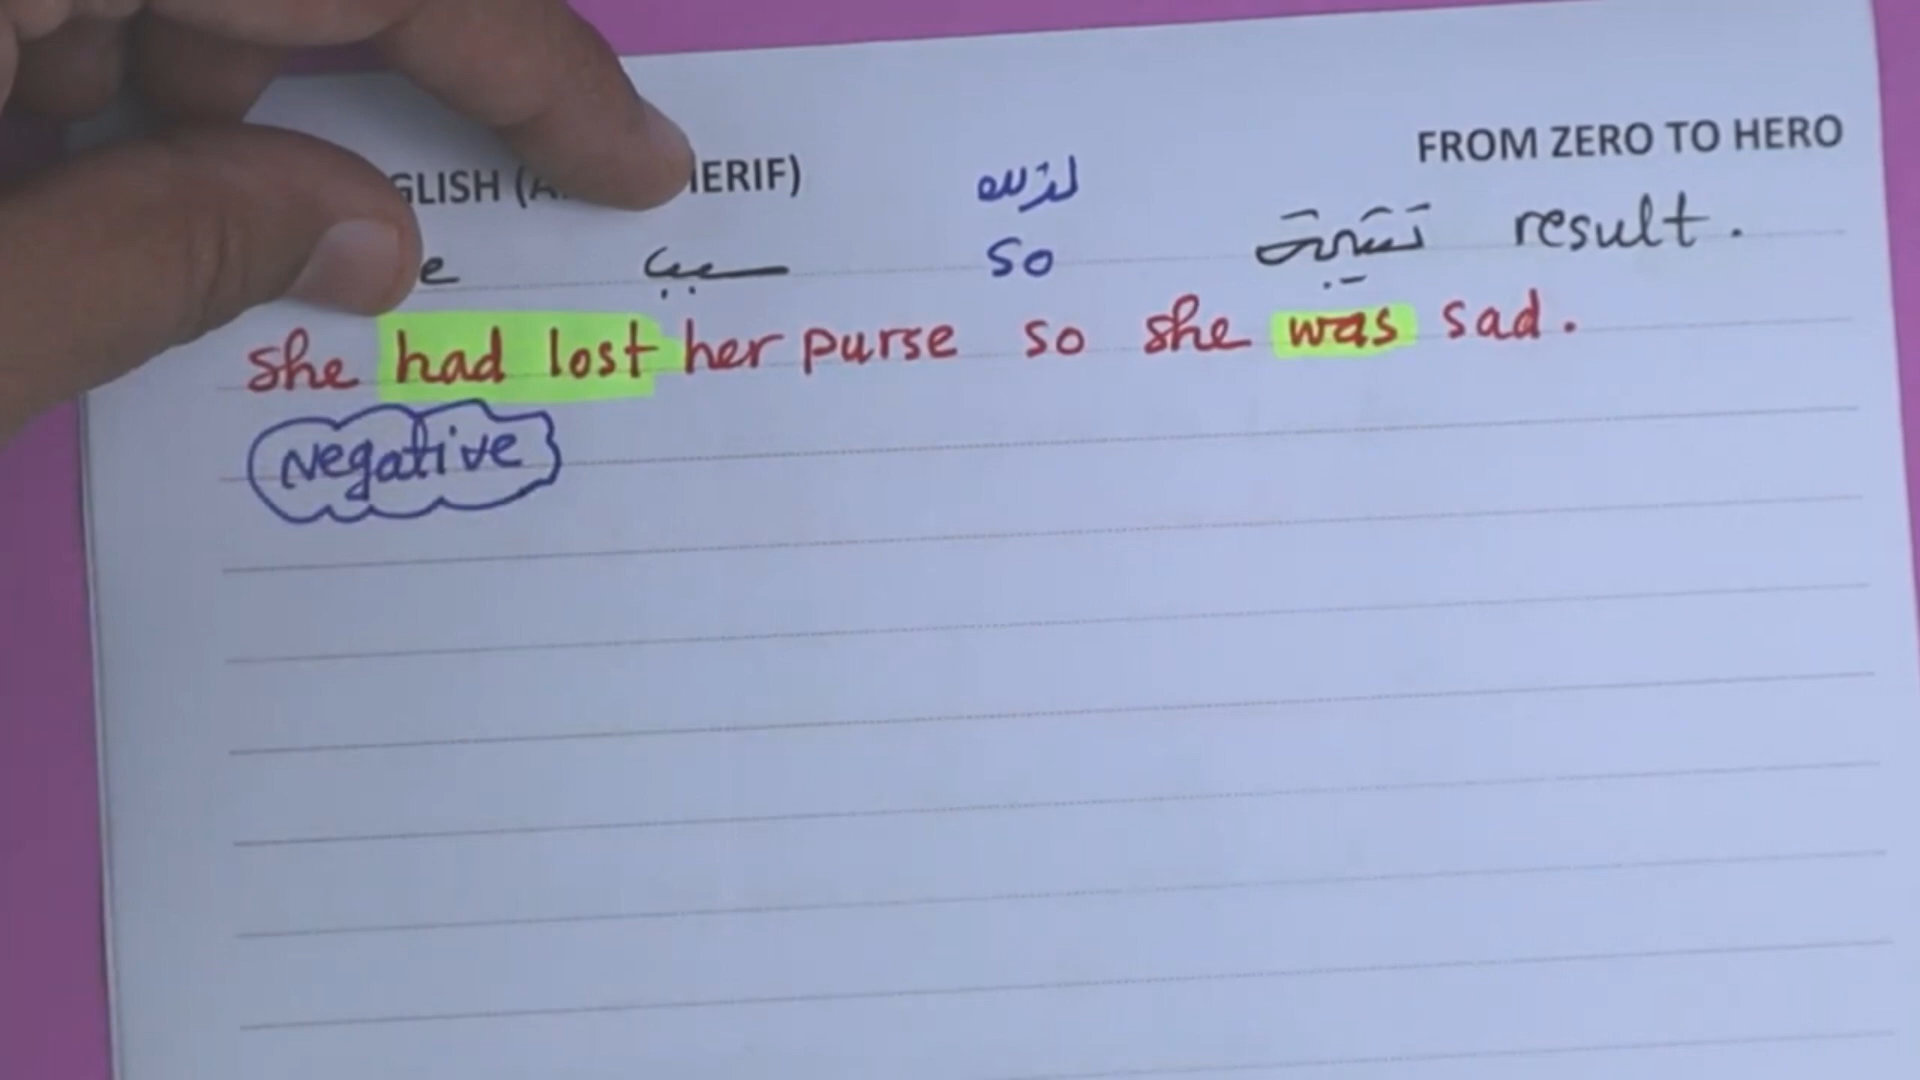 GLISH (A HERIF) FROM ZERO TO HERO
لذلك
e سبب so نتيجة result.
she had lost her purse so she was sad.
Negative